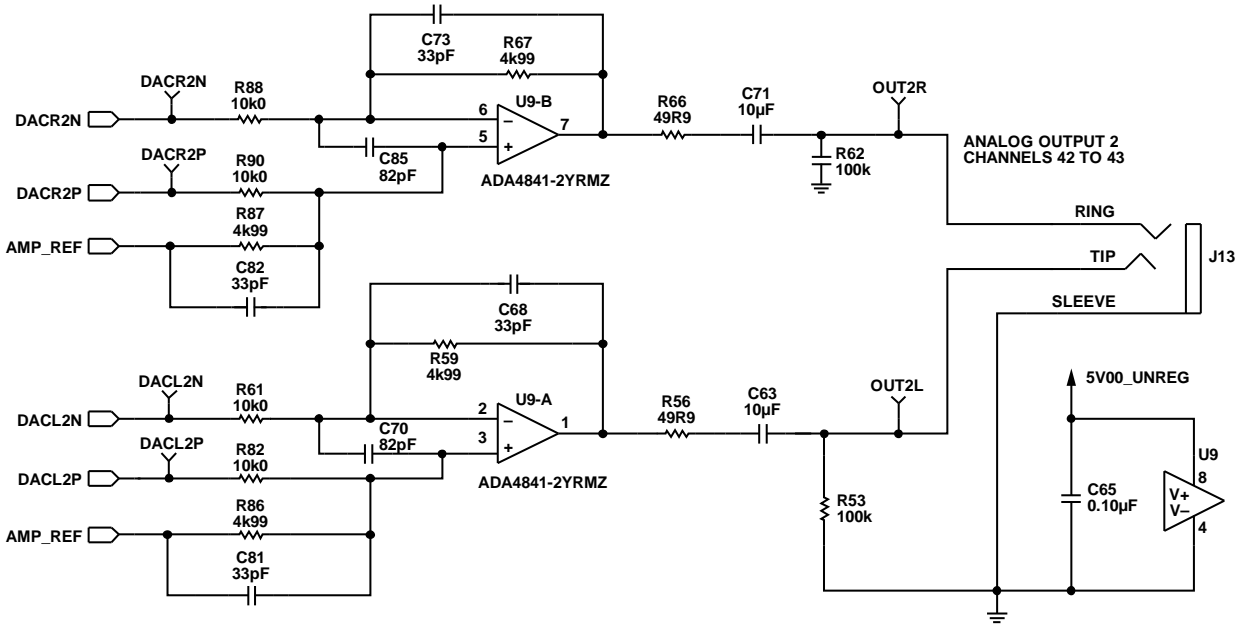 C73
33pF
R67
4k99
DACR2N
R88
10k0
DACR2N
6
U9-B
7
5
C85
82pF
ADA4841-2YRMZ
R66
49R9
C71
10µF
OUT2R
R62
100k
ANALOG OUTPUT 2
CHANNELS 42 TO 43
DACR2P
R90
10k0
DACR2P
R87
4k99
AMP_REF
C82
33pF
RING
TIP
J13
SLEEVE
C68
33pF
R59
4k99
DACL2N
R61
10k0
DACL2N
2
U9-A
1
3
C70
82pF
ADA4841-2YRMZ
R56
49R9
C63
10µF
OUT2L
R53
100k
DACL2P
R82
10k0
DACL2P
R86
4k99
AMP_REF
C81
33pF
5V00_UNREG
C65
0.10µF
U9
8
V+
V–
4